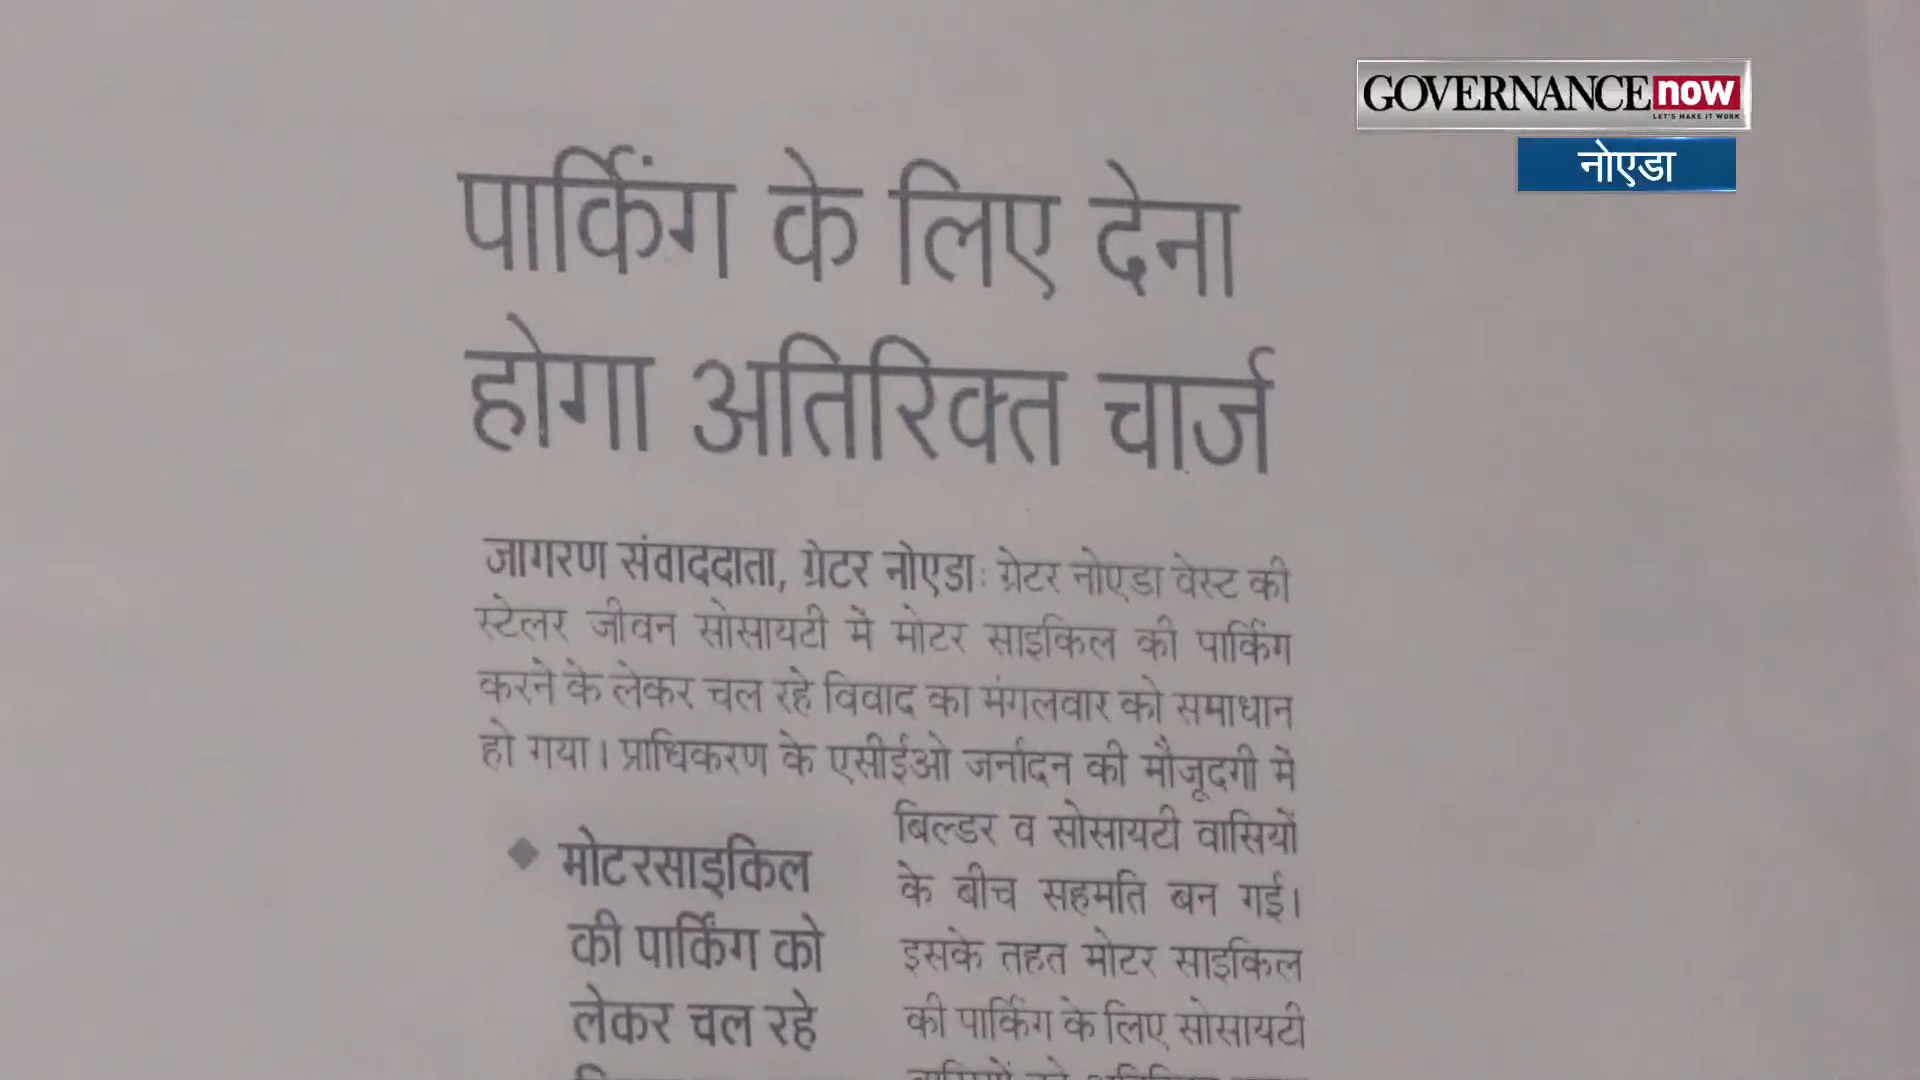 GOVERNANCE now
LET'S MAKE IT WORK
नोएडा
पार्किंग के लिए देना
होगा अतिरिक्त चार्ज
जागरण संवाददाता, ग्रेटर नोएडा: ग्रेटर नोएडा वेस्ट की
स्टेलर जीवन सोसायटी में मोटर साइकिल की पार्किंग
करने के लेकर चल रहे विवाद का मंगलवार को समाधान
हो गया। प्राधिकरण के एसीईओ जर्नादन की मौजूदगी में
बिल्डर व सोसायटी वासियों
के बीच सहमति बन गई।
इसके तहत मोटर साइकिल
की पार्किंग के लिए सोसायटी
मोटरसाइकिल
की पार्किंग को
लेकर चल रहे